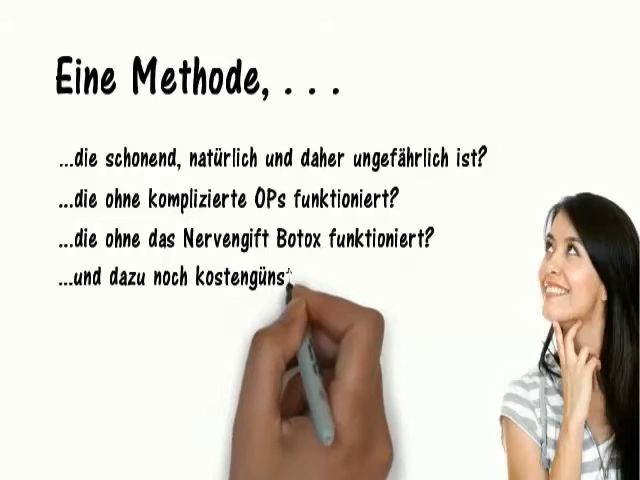 Eine Methode, . . .
...die schonend, natürlich und daher ungefährlich ist?
...die ohne komplizierte OPs funktioniert?
...die ohne das Nervengift Botox funktioniert?
...und dazu noch kostengünst